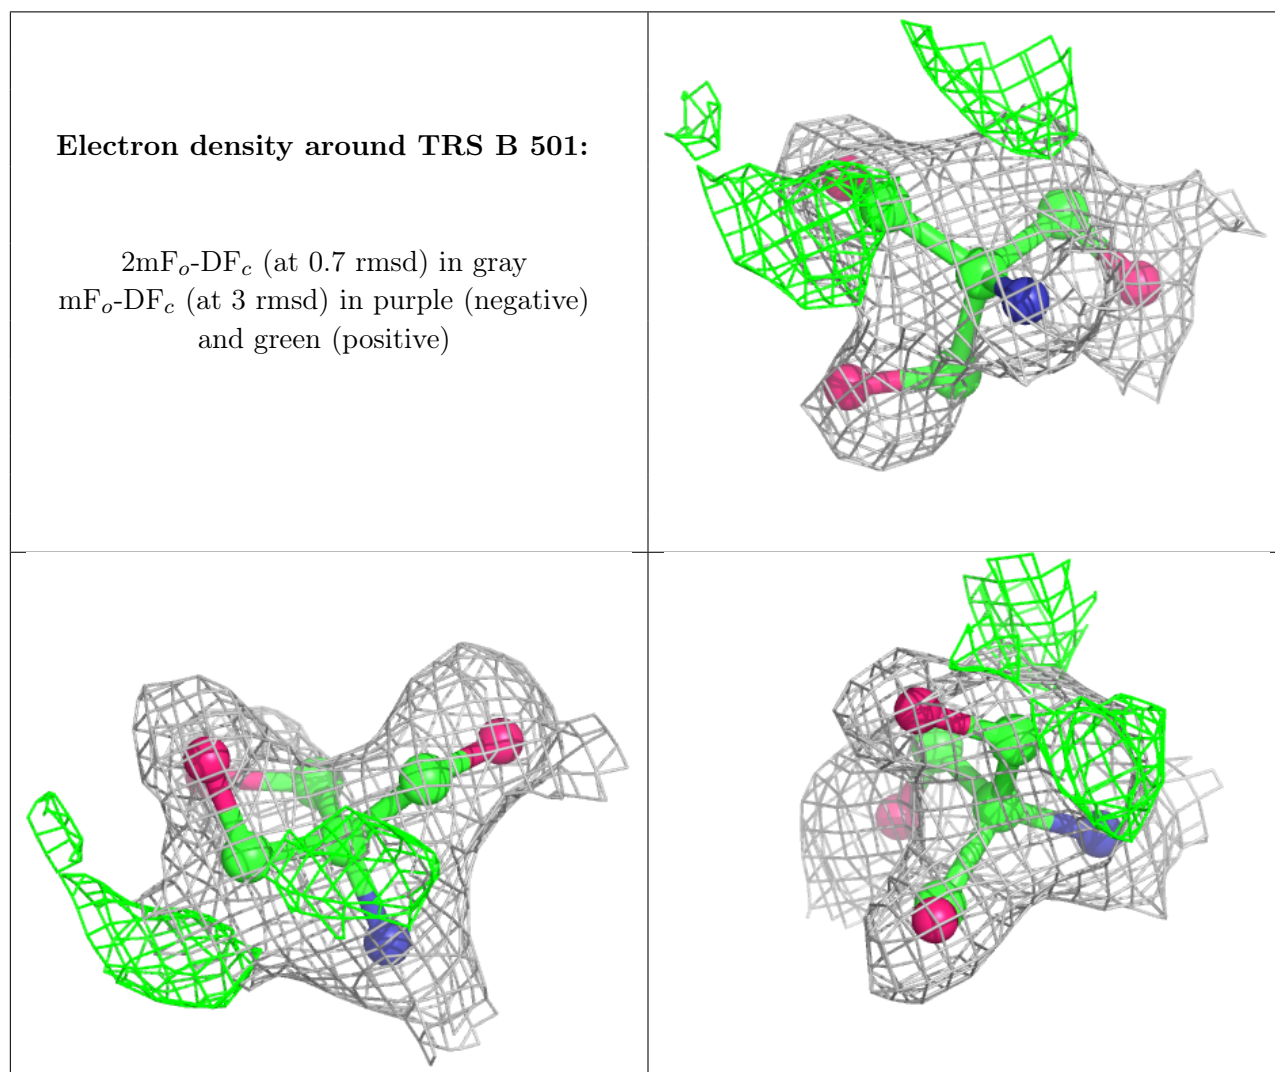 Electron density around TRS B 501:
2mFo-DFc (at 0.7 rmsd) in gray
mFo-DFc (at 3 rmsd) in purple (negative)
and green (positive)